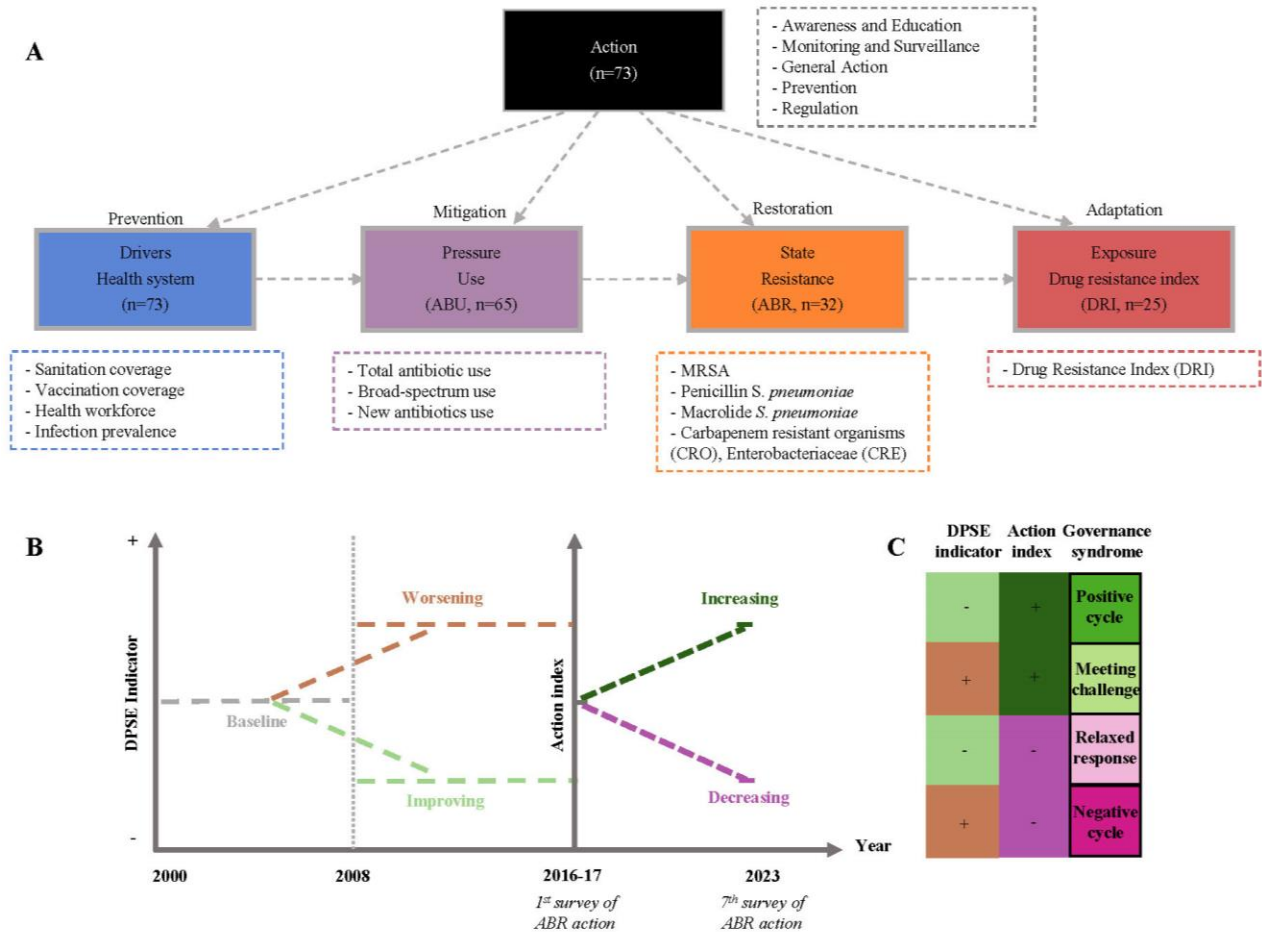 A
Action
(n=73)
- Awareness and Education
- Monitoring and Surveillance
- General Action
- Prevention
- Regulation
Prevention
Mitigation
Restoration
Adaptation
Drivers
Health system
(n=73)
Pressure
Use
(ABU, n=65)
State
Resistance
(ABR, n=32)
Exposure
Drug resistance index
(DRI, n=25)
- Sanitation coverage
- Vaccination coverage
- Health workforce
- Infection prevalence
- Total antibiotic use
- Broad-spectrum use
- New antibiotics use
- MRSA
- Penicillin S. pneumoniae
- Macrolide S. pneumoniae
- Carbapenem resistant organisms
(CRO), Enterobacteriaceae (CRE)
- Drug Resistance Index (DRI)
B
+
DPSE Indicator
-
Baseline
Worsening
Improving
Action index
Increasing
Decreasing
Year
2000
2008
2016-17
2023
1st survey of
ABR action
7th survey of
ABR action
C
DPSE
indicator
Action
index
Governance
syndrome
- + Positive
cycle
+ + Meeting
challenge
- - Relaxed
response
+ - Negative
cycle